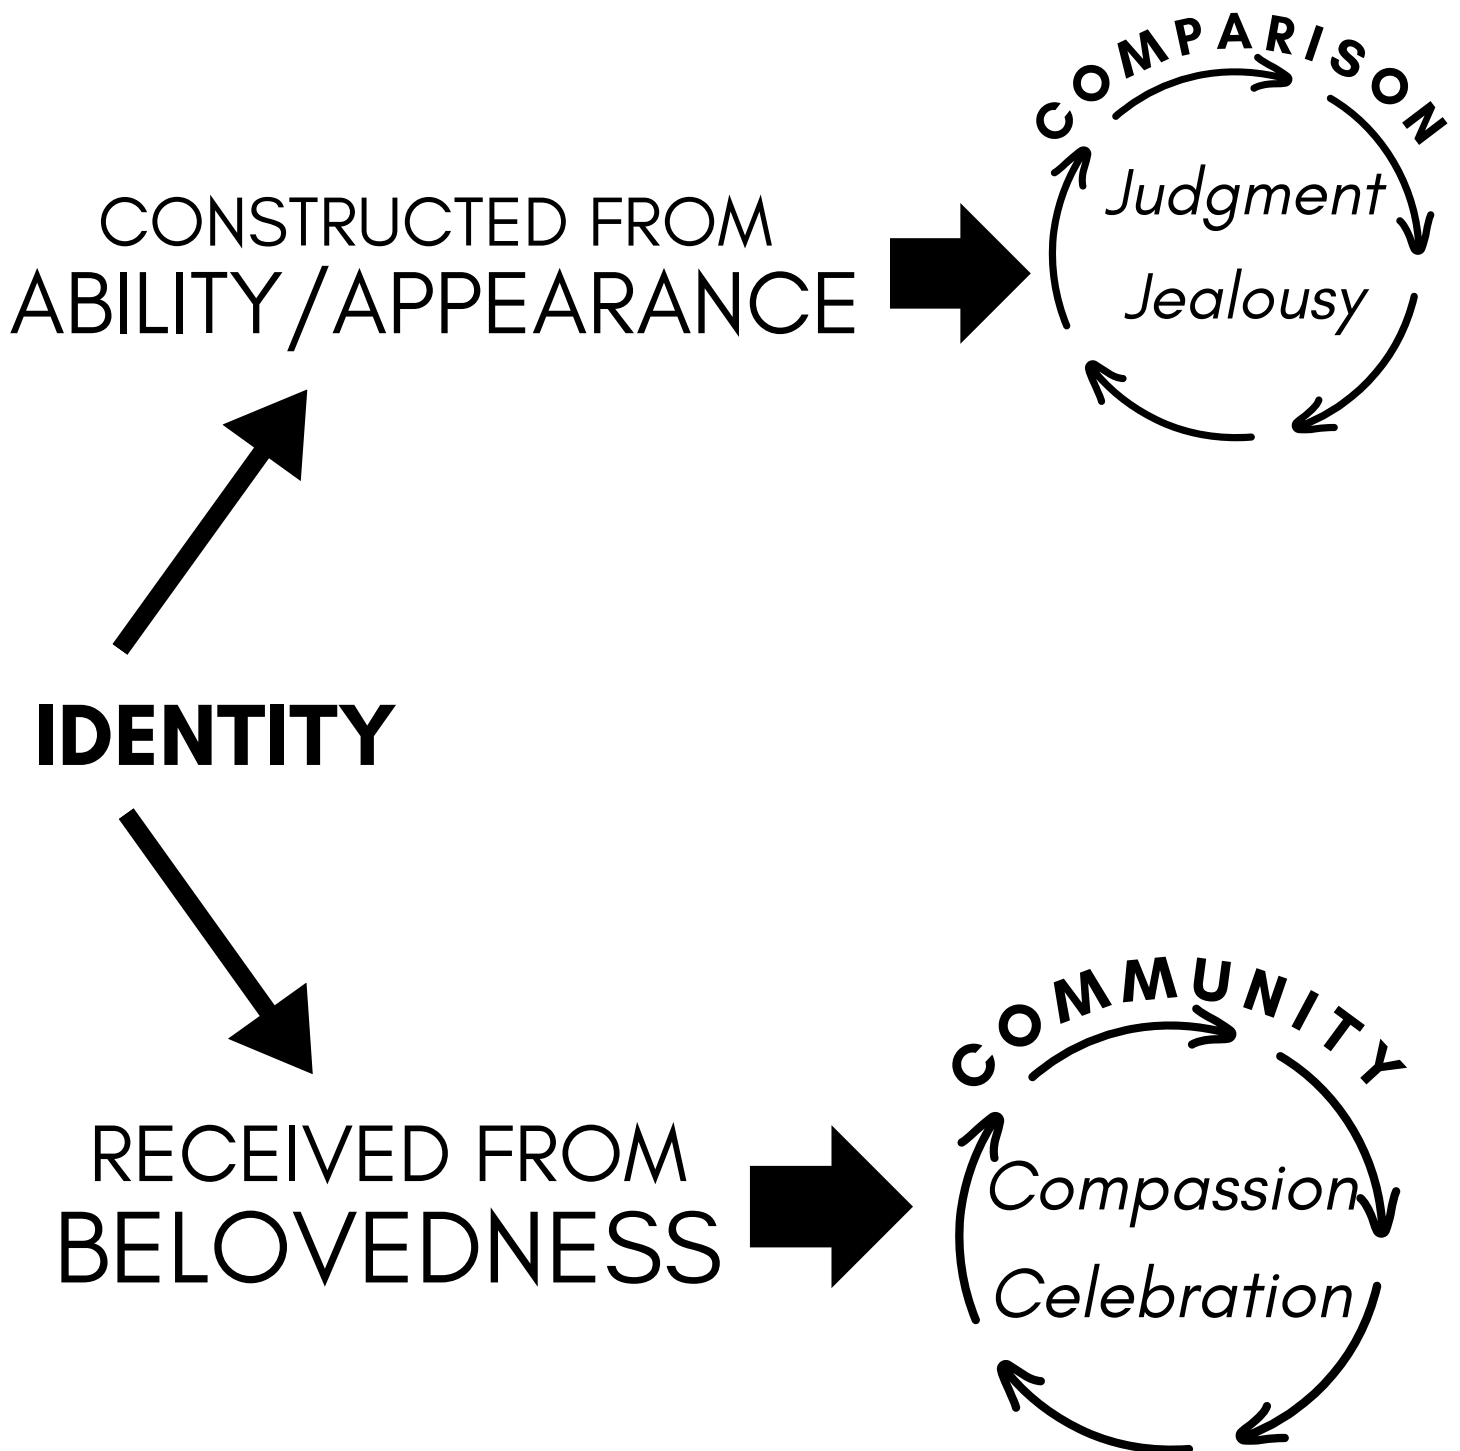 COMPARISON
Judgment
Jealousy
CONSTRUCTED FROM
ABILITY/APPEARANCE
IDENTITY
RECEIVED FROM
BELOVEDNESS
COMMUNITY
Compassion
Celebration